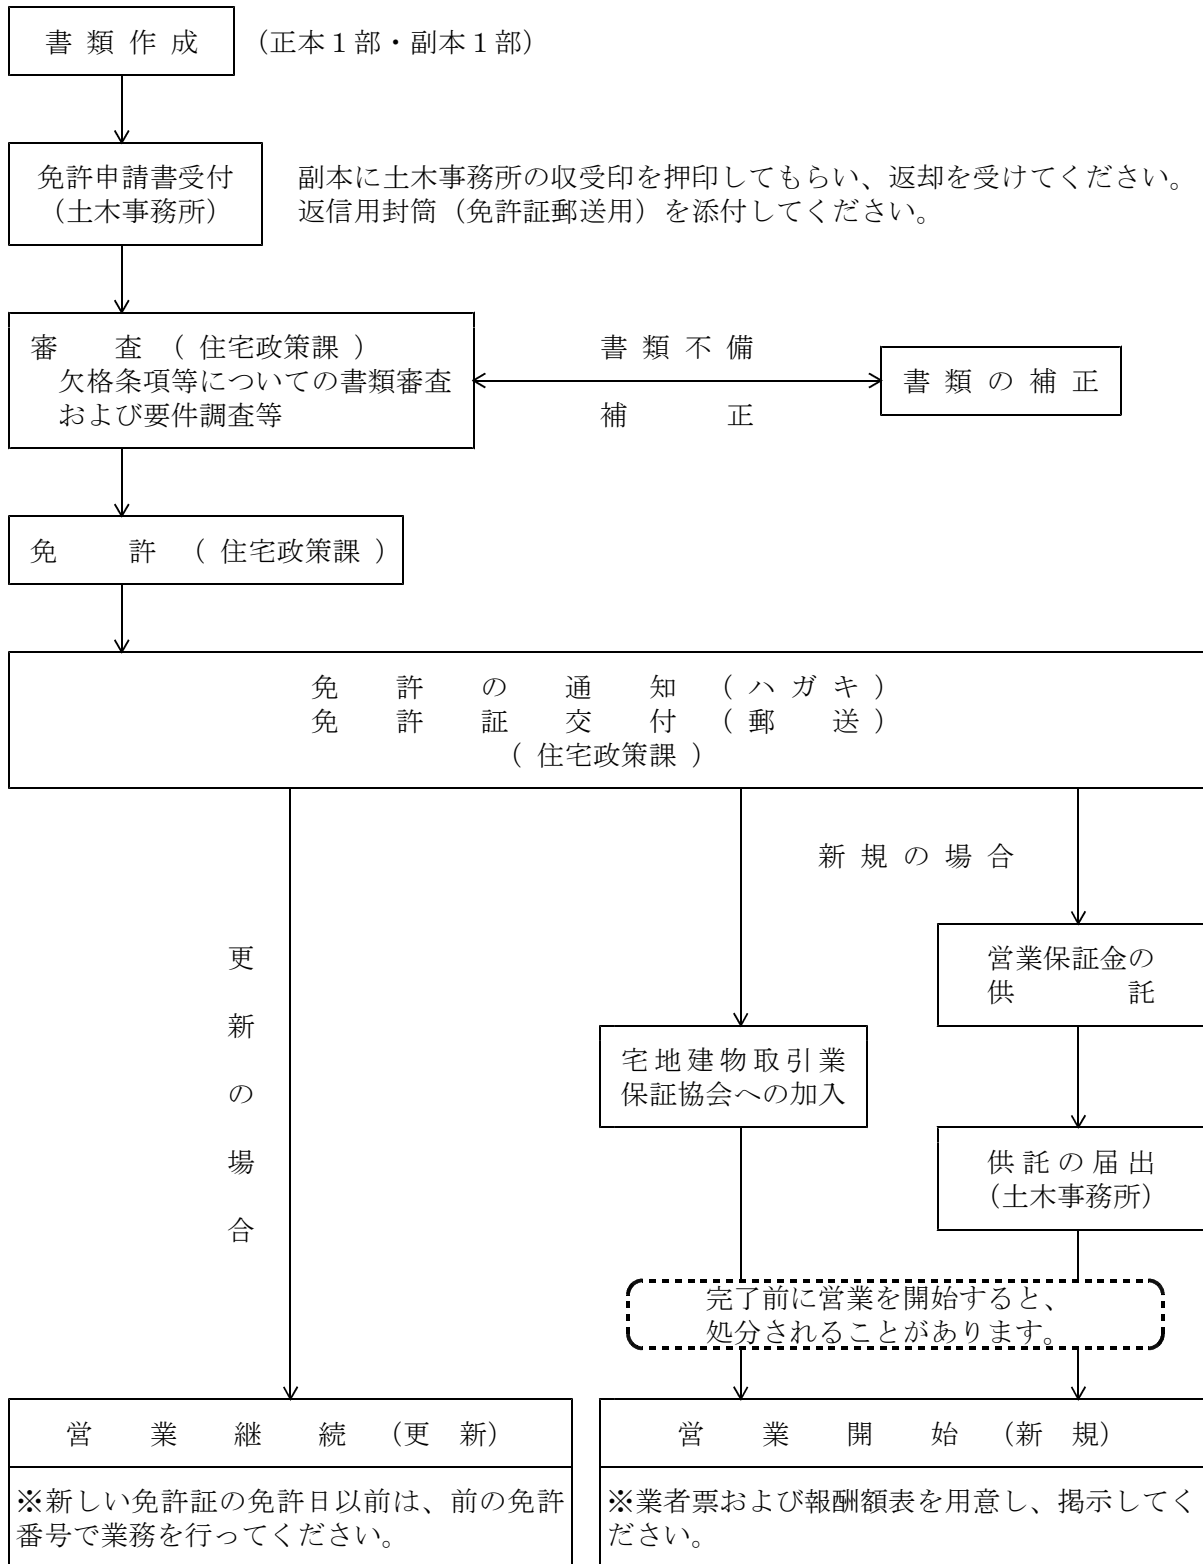 書類作成 (正本1部・副本1部)
免許申請書受付
(土木事務所)
副本に土木事務所の収受印を押印してもらい、返却を受けてください。
返信用封筒(免許証郵送用)を添付してください。
審　　査 (住宅政策課)
欠格条項等についての書類審査
および要件調査等
書類不備
補　　　正
書類の補正
免　　許 (住宅政策課)
免許の通知(ハガキ)
免許証交付(郵　送)
(住宅政策課)
新規の場合
更新の場合
営業保証金の
供　　　　託
宅地建物取引業
保証協会への加入
供託の届出
(土木事務所)
完了前に営業を開始すると、
処分されることがあります。
営業継続(更　新)
※新しい免許証の免許日以前は、前の免許
番号で業務を行ってください。
営業開始(新　規)
※業者票および報酬額表を用意し、掲示してく
ださい。